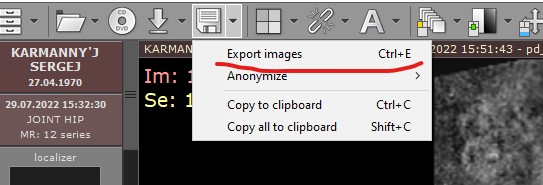 CD
DVD
A
KARMANNY'J
SERGEJ
27.04.1970
29.07.2022 15:32:30
JOINT HIP
MR: 12 series
localizer
KARMANN
2022 15:51:43 - pd_
Im: 1
Se: 1
Export images Ctrl+E
Anonymize
Copy to clipboard Ctrl+C
Copy all to clipboard Shift+C